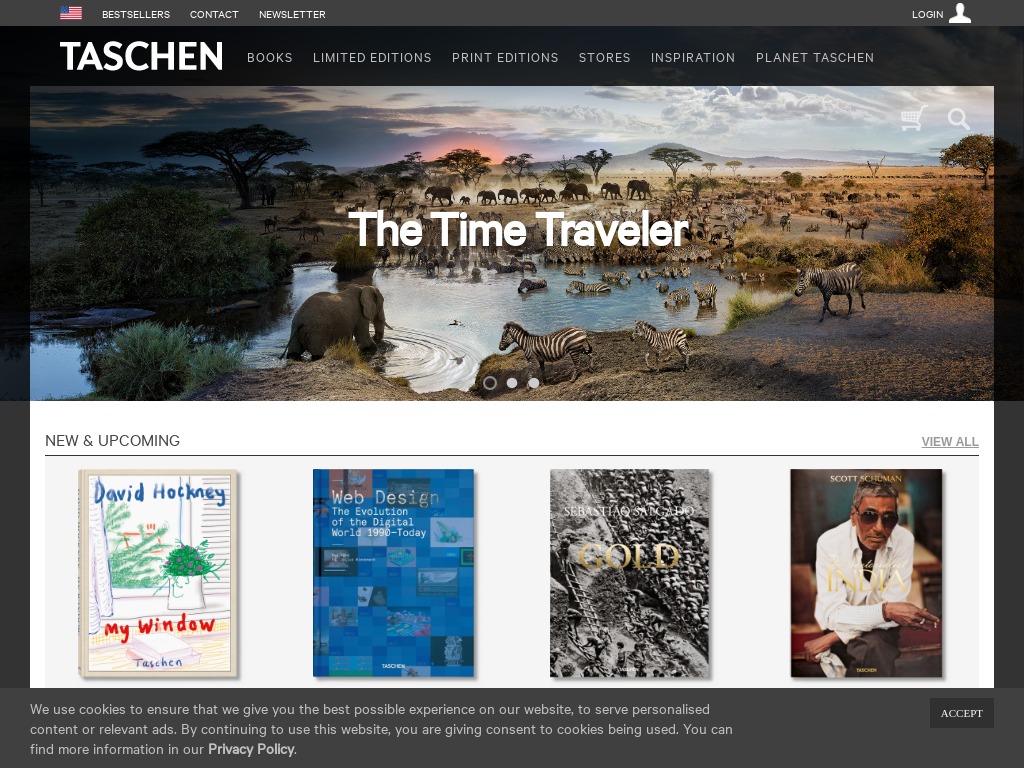 BESTSELLERS CONTACT NEWSLETTER LOGIN
TASCHEN BOOKS LIMITED EDITIONS PRINT EDITIONS STORES INSPIRATION PLANET TASCHEN
The Time Traveler
NEW & UPCOMING VIEW ALL
David Hockney
My Window
Taschen
Web Design
The Evolution
of the Digital
World 1990–Today
TASCHEN
SEBASTIÃO SALGADO
GOLD
SCOTT SCHUMAN
INDIA
TASCHEN
We use cookies to ensure that we give you the best possible experience on our website, to serve personalised
content or relevant ads. By continuing to use this website, you are giving consent to cookies being used. You can
find more information in our Privacy Policy.
ACCEPT